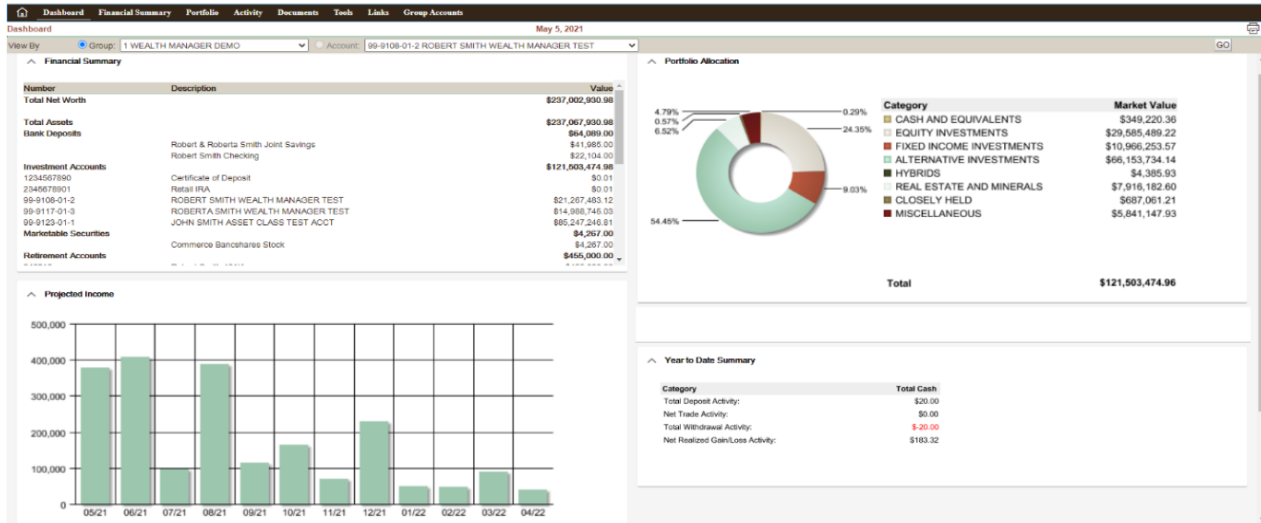 Dashboard Financial Summary Portfolio Activity Documents Tools Links Group Accounts
Dashboard May 5, 2021
View By Group: 1 WEALTH MANAGER DEMO Account: 99-9108-01-2 ROBERT SMITH WEALTH MANAGER TEST GO
Financial Summary
Number Description Value
Total Net Worth $237,002,930.98
Total Assets $237,067,930.98
Bank Deposits $64,089.00
Robert & Roberta Smith Joint Savings $41,985.00
Robert Smith Checking $22,104.00
Investment Accounts $121,503,474.98
1234567890 Certificate of Deposit $0.01
2345678901 Retail IRA $0.01
99-9108-01-2 ROBERT SMITH WEALTH MANAGER TEST $21,267,483.12
99-9117-01-3 ROBERTA SMITH WEALTH MANAGER TEST $14,988,746.03
99-9123-01-1 JOHN SMITH ASSET CLASS TEST ACCT $85,247,246.81
Marketable Securities $4,267.00
Commerce Bancshares Stock $4,267.00
Retirement Accounts $455,000.00
Portfolio Allocation
4.79%
0.57%
6.52%
54.45%
0.29%
24.35%
9.03%
Category Market Value
CASH AND EQUIVALENTS $349,220.36
EQUITY INVESTMENTS $29,585,489.22
FIXED INCOME INVESTMENTS $10,966,253.57
ALTERNATIVE INVESTMENTS $66,153,734.14
HYBRIDS $4,385.93
REAL ESTATE AND MINERALS $7,916,182.60
CLOSELY HELD $687,061.21
MISCELLANEOUS $5,841,147.93
Total $121,503,474.96
Projected Income
500,000
400,000
300,000
200,000
100,000
0
05/21 06/21 07/21 08/21 09/21 10/21 11/21 12/21 01/22 02/22 03/22 04/22
Year to Date Summary
Category Total Cash
Total Deposit Activity: $20.00
Net Trade Activity: $0.00
Total Withdrawal Activity: $-20.00
Net Realized Gain/Loss Activity: $183.32